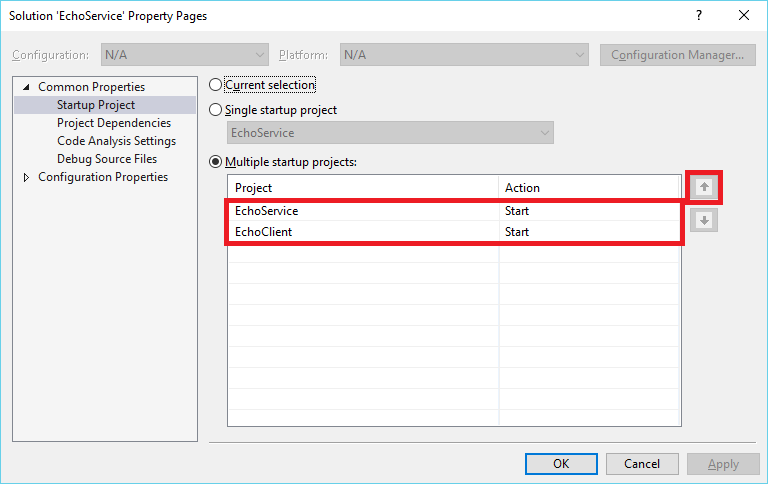 Solution 'EchoService' Property Pages
? 
Configuration: N/A Platform: N/A Configuration Manager...
Common Properties
Startup Project
Project Dependencies
Code Analysis Settings
Debug Source Files
Configuration Properties
Current selection
Single startup project
EchoService
Multiple startup projects:
Project Action
EchoService Start
EchoClient Start
OK Cancel Apply